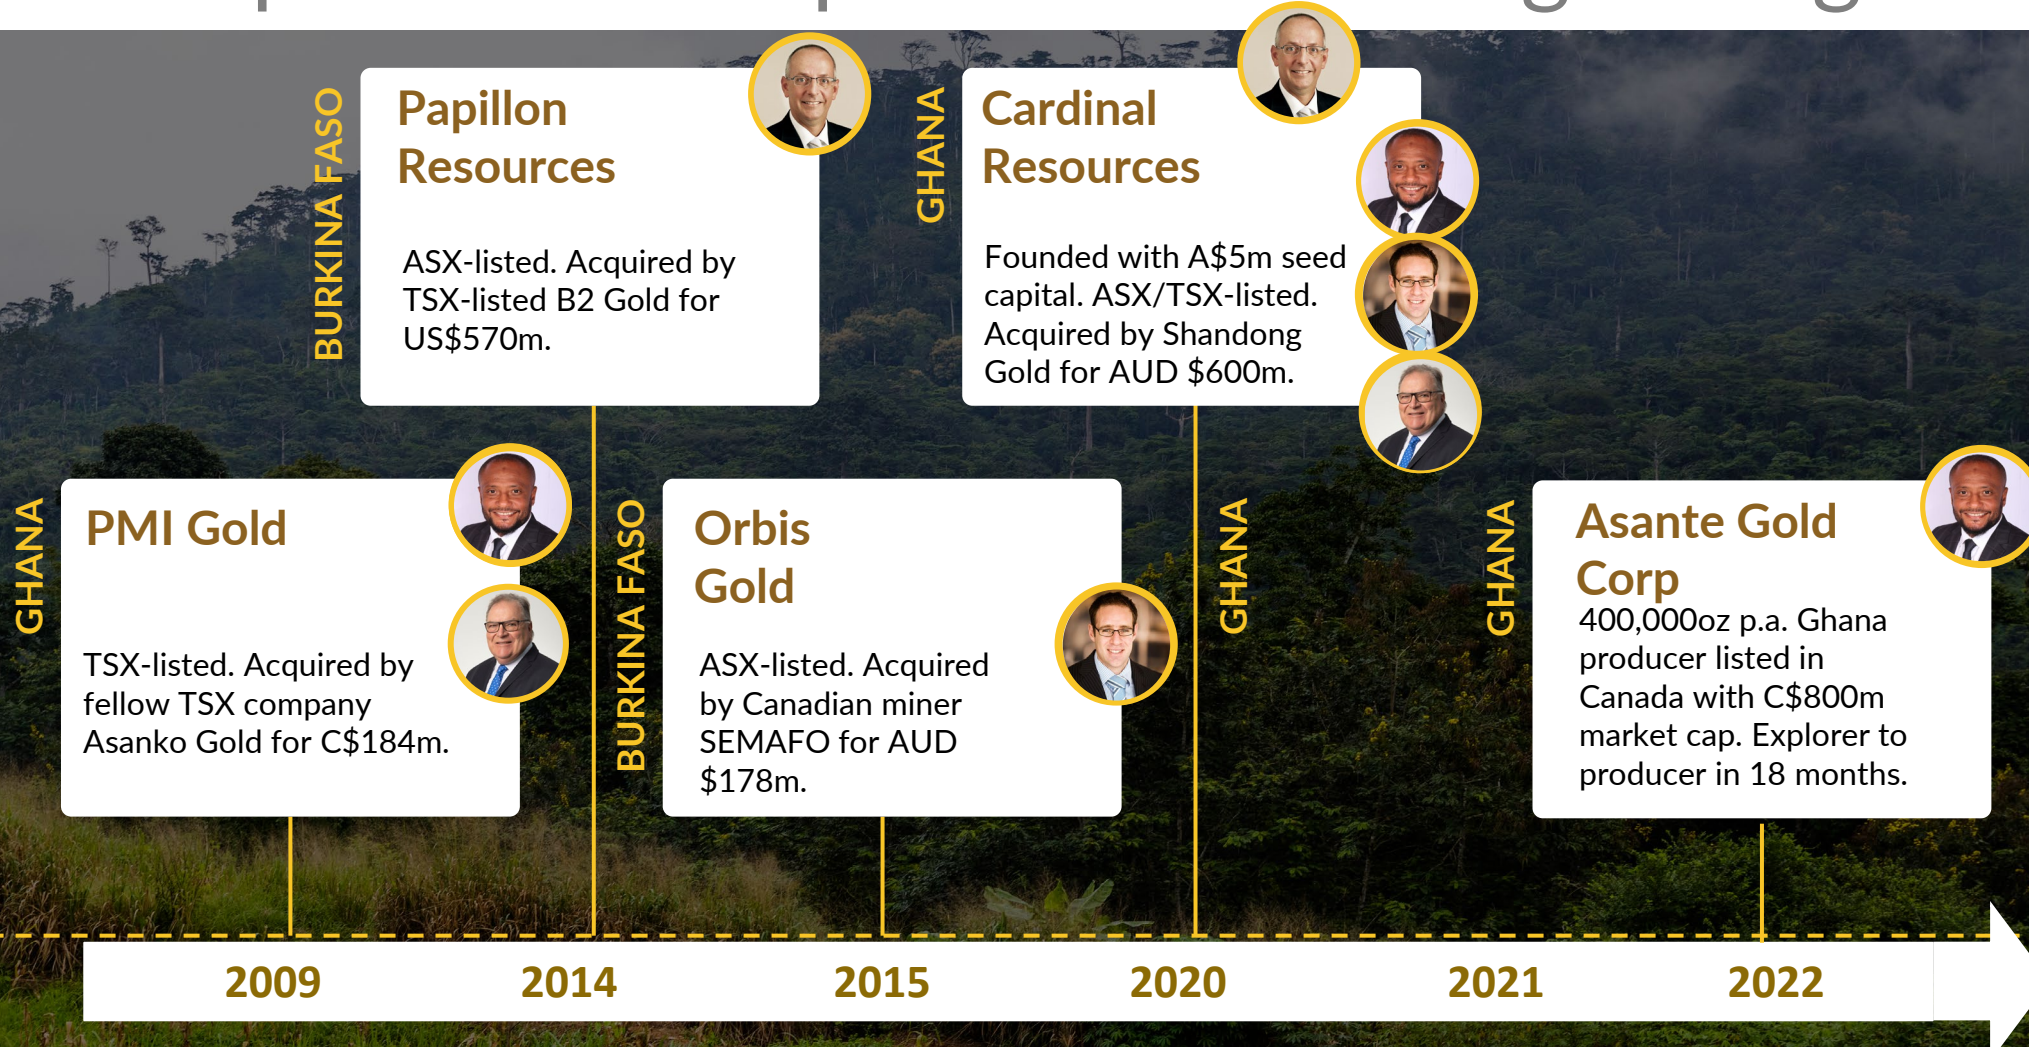 BURKINA FASO
Papillon
Resources
ASX-listed. Acquired by
TSX-listed B2 Gold for
US$570m.
GHANA
Cardinal
Resources
Founded with A$5m seed
capital. ASX/TSX-listed.
Acquired by Shandong
Gold for AUD $600m.
GHANA
PMI Gold
TSX-listed. Acquired by
fellow TSX company
Asanko Gold for C$184m.
BURKINA FASO
Orbis
Gold
ASX-listed. Acquired
by Canadian miner
SEMAFO for AUD
$178m.
GHANA
GHANA
Asante Gold
Corp
400,000oz p.a. Ghana
producer listed in
Canada with C$800m
market cap. Explorer to
producer in 18 months.
2009 2014 2015 2020 2021 2022